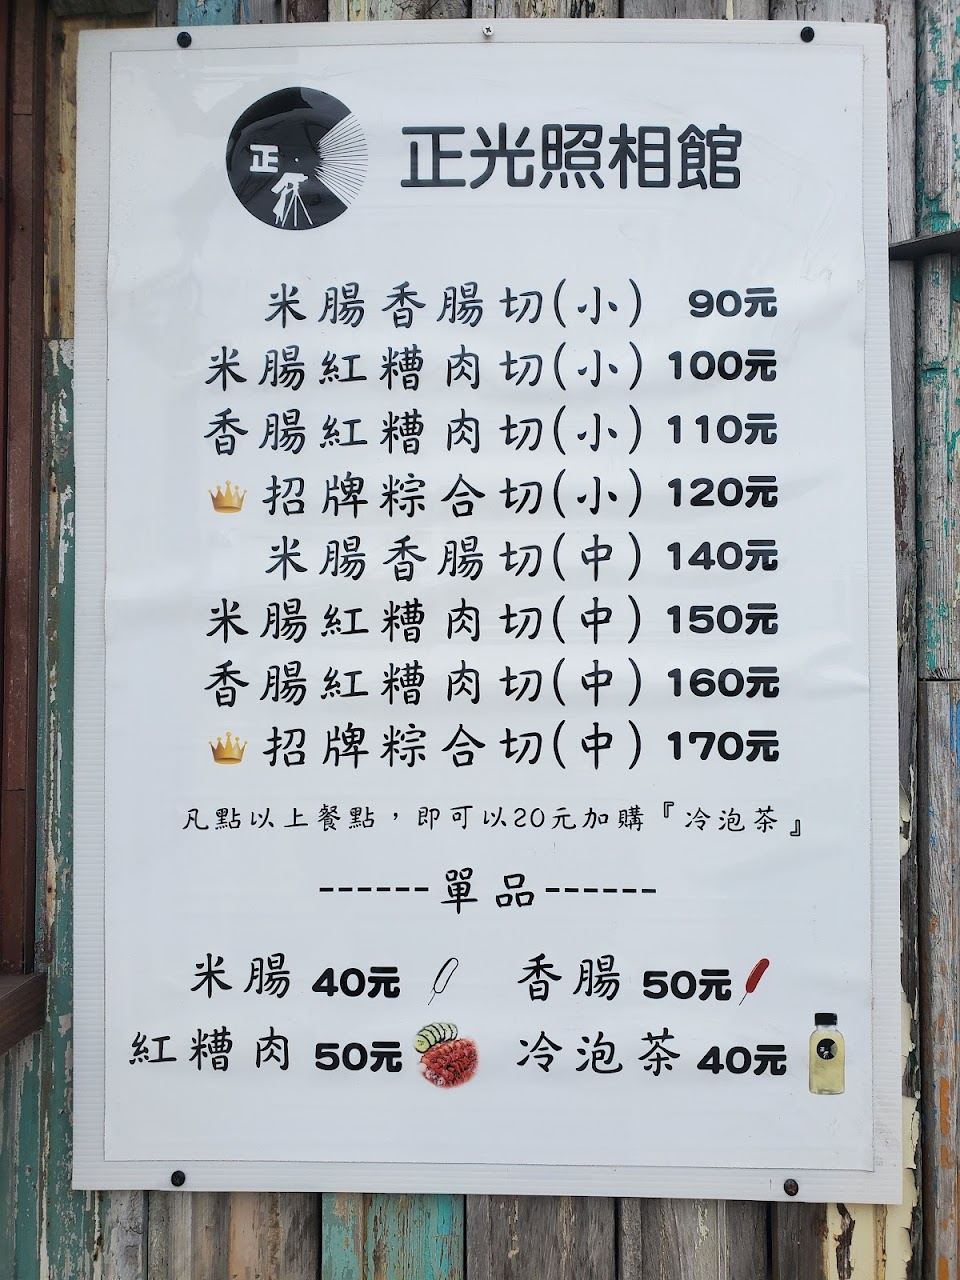 正
正光照相館
米腸香腸切(小) 90元
米腸紅糟肉切(小) 100元
香腸紅糟肉切(小) 110元
招牌粽合切(小) 120元
米腸香腸切(中) 140元
米腸紅糟肉切(中) 150元
香腸紅糟肉切(中) 160元
招牌粽合切(中) 170元
凡點以上餐點，即可以20元加購『冷泡茶』
------單品------
米腸 40元 香腸 50元
紅糟肉 50元 冷泡茶 40元